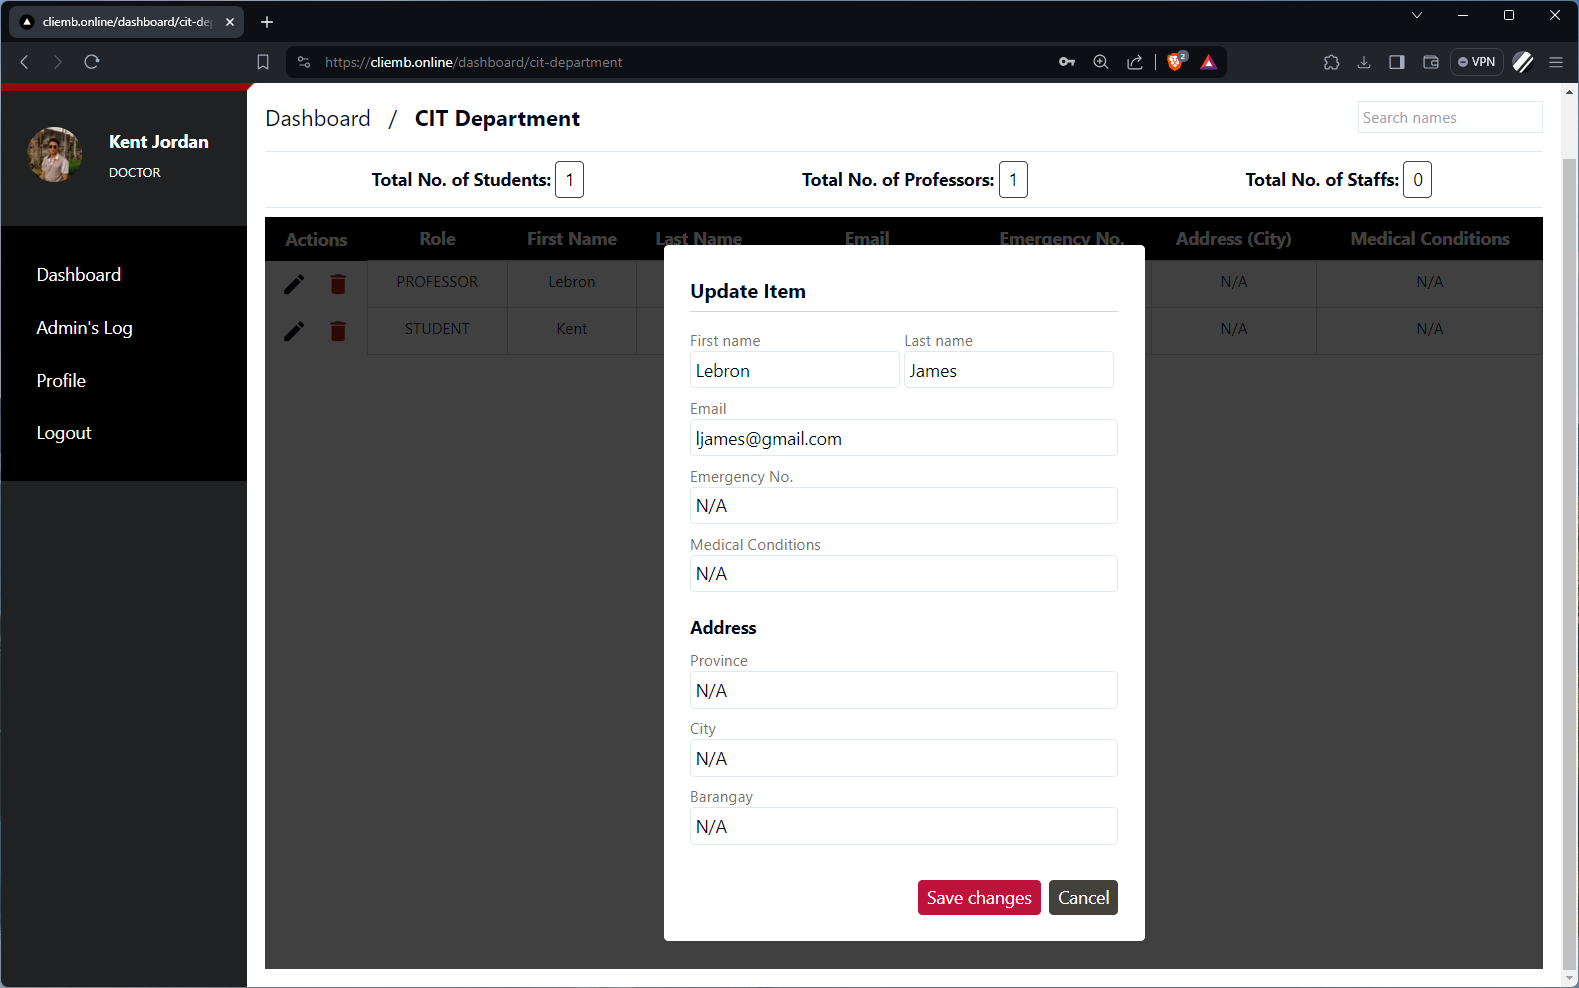 cliemb.online/dashboard/cit-de
https://cliemb.online/dashboard/cit-department
2
VPN
Kent Jordan
DOCTOR
Dashboard
Admin's Log
Profile
Logout
Dashboard / CIT Department
Search names
Total No. of Students: 1 Total No. of Professors: 1 Total No. of Staffs: 0
Actions Role First Name Last Name Email Emergency No. Address (City) Medical Conditions
PROFESSOR Lebron N/A N/A
STUDENT Kent N/A N/A
Update Item
First name Last name
Lebron James
Email
ljames@gmail.com
Emergency No.
N/A
Medical Conditions
N/A
Address
Province
N/A
City
N/A
Barangay
N/A
Save changes Cancel